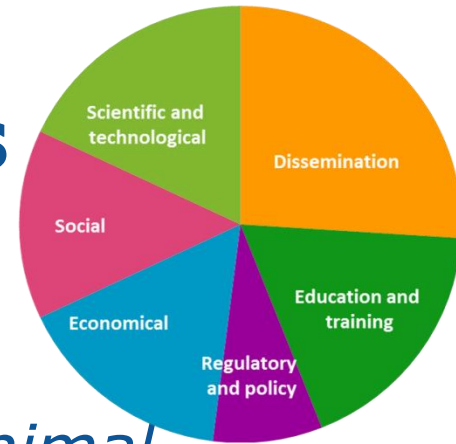 s
Scientific and
technological
Dissemination
Social
Education and
training
Economical
Regulatory
and policy